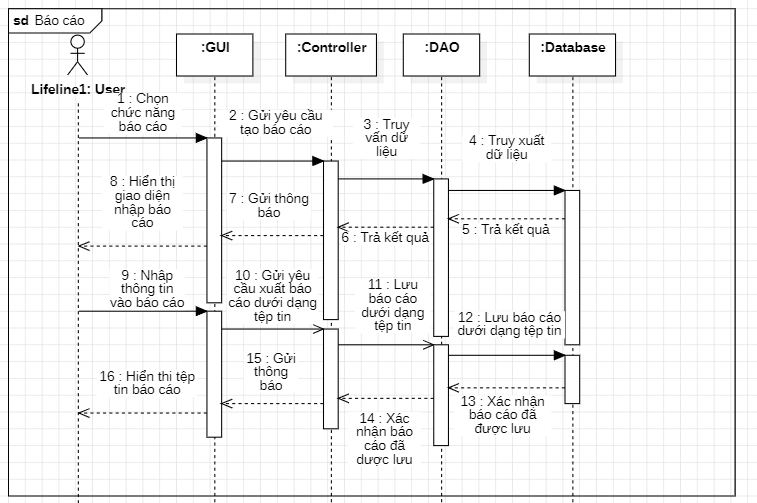 sd Báo cáo
:GUI
:Controller
:DAO
:Database
Lifeline1: User
1 : Chọn
chức năng
báo cáo
2 : Gửi yêu cầu
tạo báo cáo
3 : Truy
vấn dữ
liệu
4 : Truy xuất
dữ liệu
8 : Hiển thị
giao diện
nhập báo
cáo
7 : Gửi thông
báo
6 : Trả kết quả
5 : Trả kết quả
9 : Nhập
thông tin
vào báo cáo
10 : Gửi yêu
cầu xuất báo
cáo dưới dạng
tệp tin
11 : Lưu
báo cáo
dưới dạng
tệp tin
12 : Lưu báo cáo
dưới dạng tệp tin
16 : Hiển thị tệp
tin báo cáo
15 : Gửi
thông
báo
14 : Xác
nhận báo
cáo đã
được lưu
13 : Xác nhận
báo cáo đã
được lưu